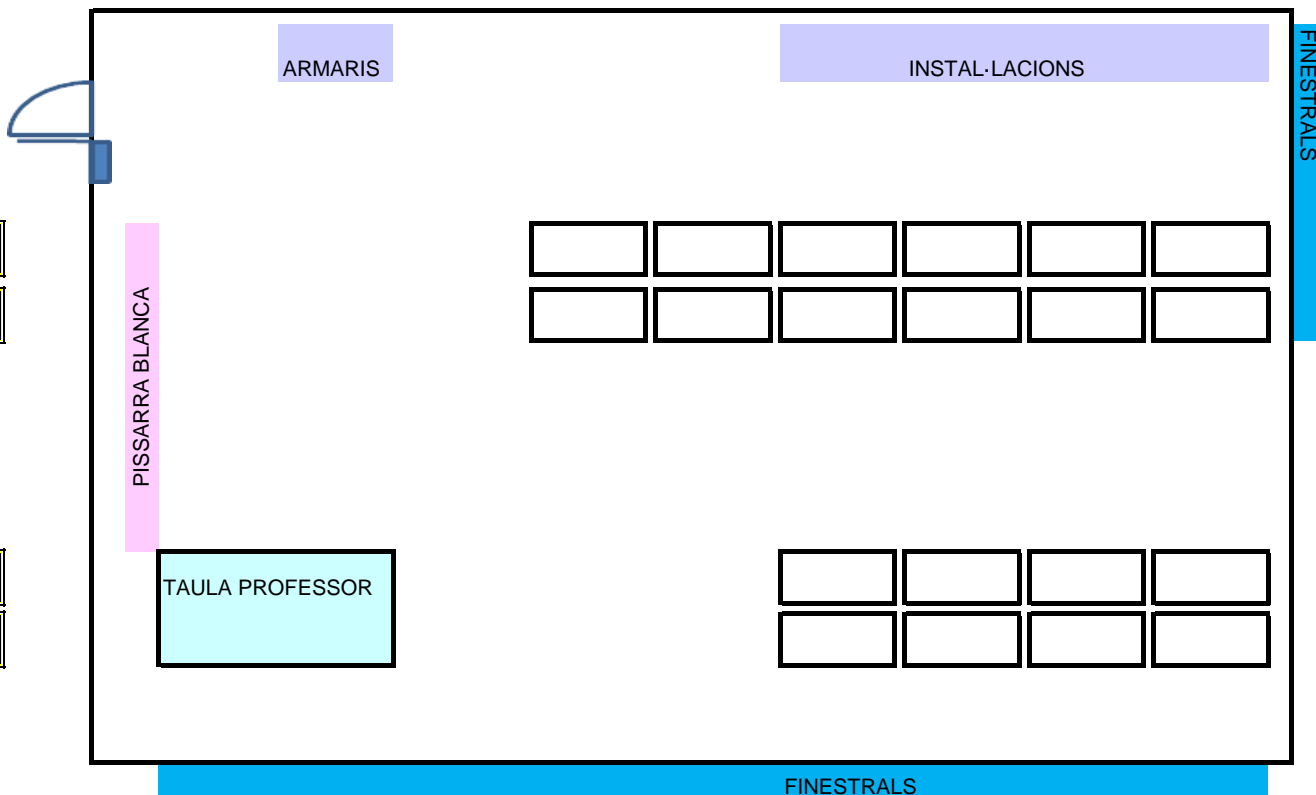 ARMARIS
INSTAL·LACIONS
FINESTRALS
PISSARRA BLANCA
TAULA PROFESSOR
FINESTRALS